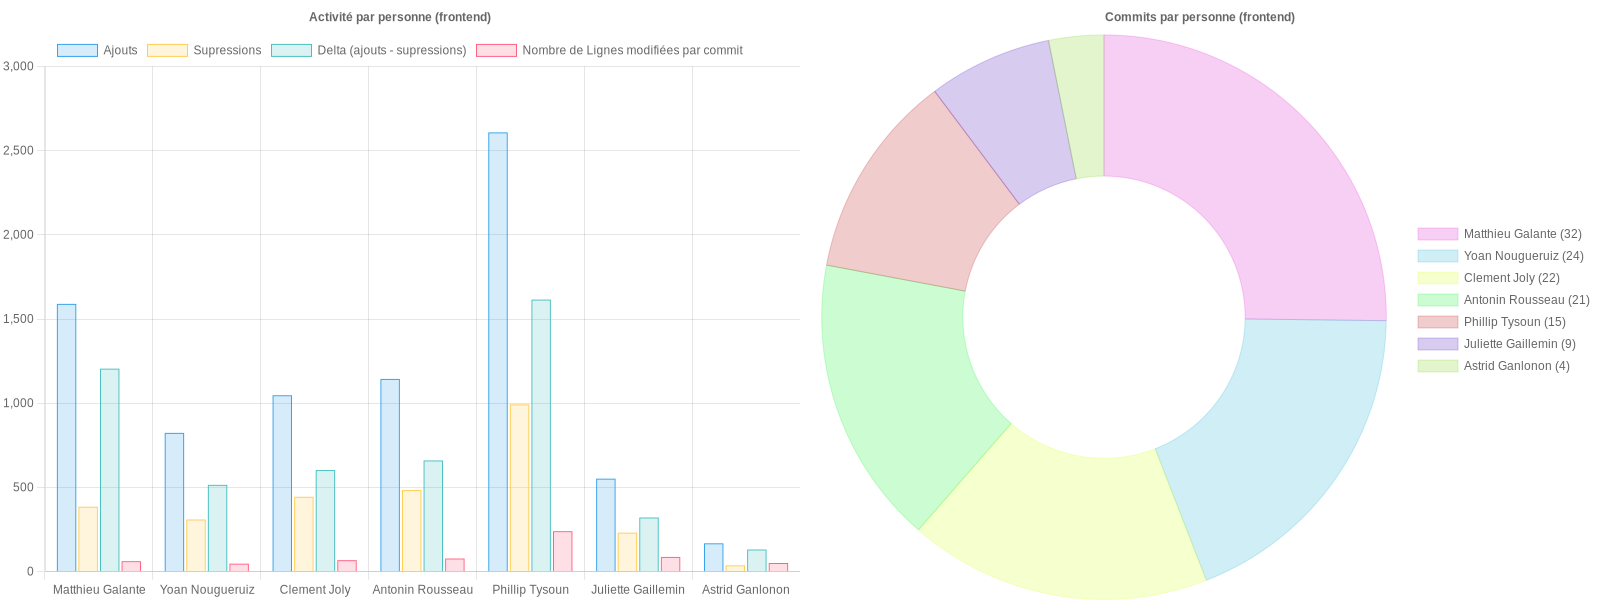 Activité par personne (frontend)
Ajouts
Supressions
Delta (ajouts - supressions)
Nombre de Lignes modifiées par commit
3,000
2,500
2,000
1,500
1,000
500
0
Matthieu Galante
Yoan Nougueruiz
Clement Joly
Antonin Rousseau
Phillip Tysoun
Juliette Gaillemin
Astrid Ganlonon
Commits par personne (frontend)
Matthieu Galante (32)
Yoan Nougueruiz (24)
Clement Joly (22)
Antonin Rousseau (21)
Phillip Tysoun (15)
Juliette Gaillemin (9)
Astrid Ganlonon (4)